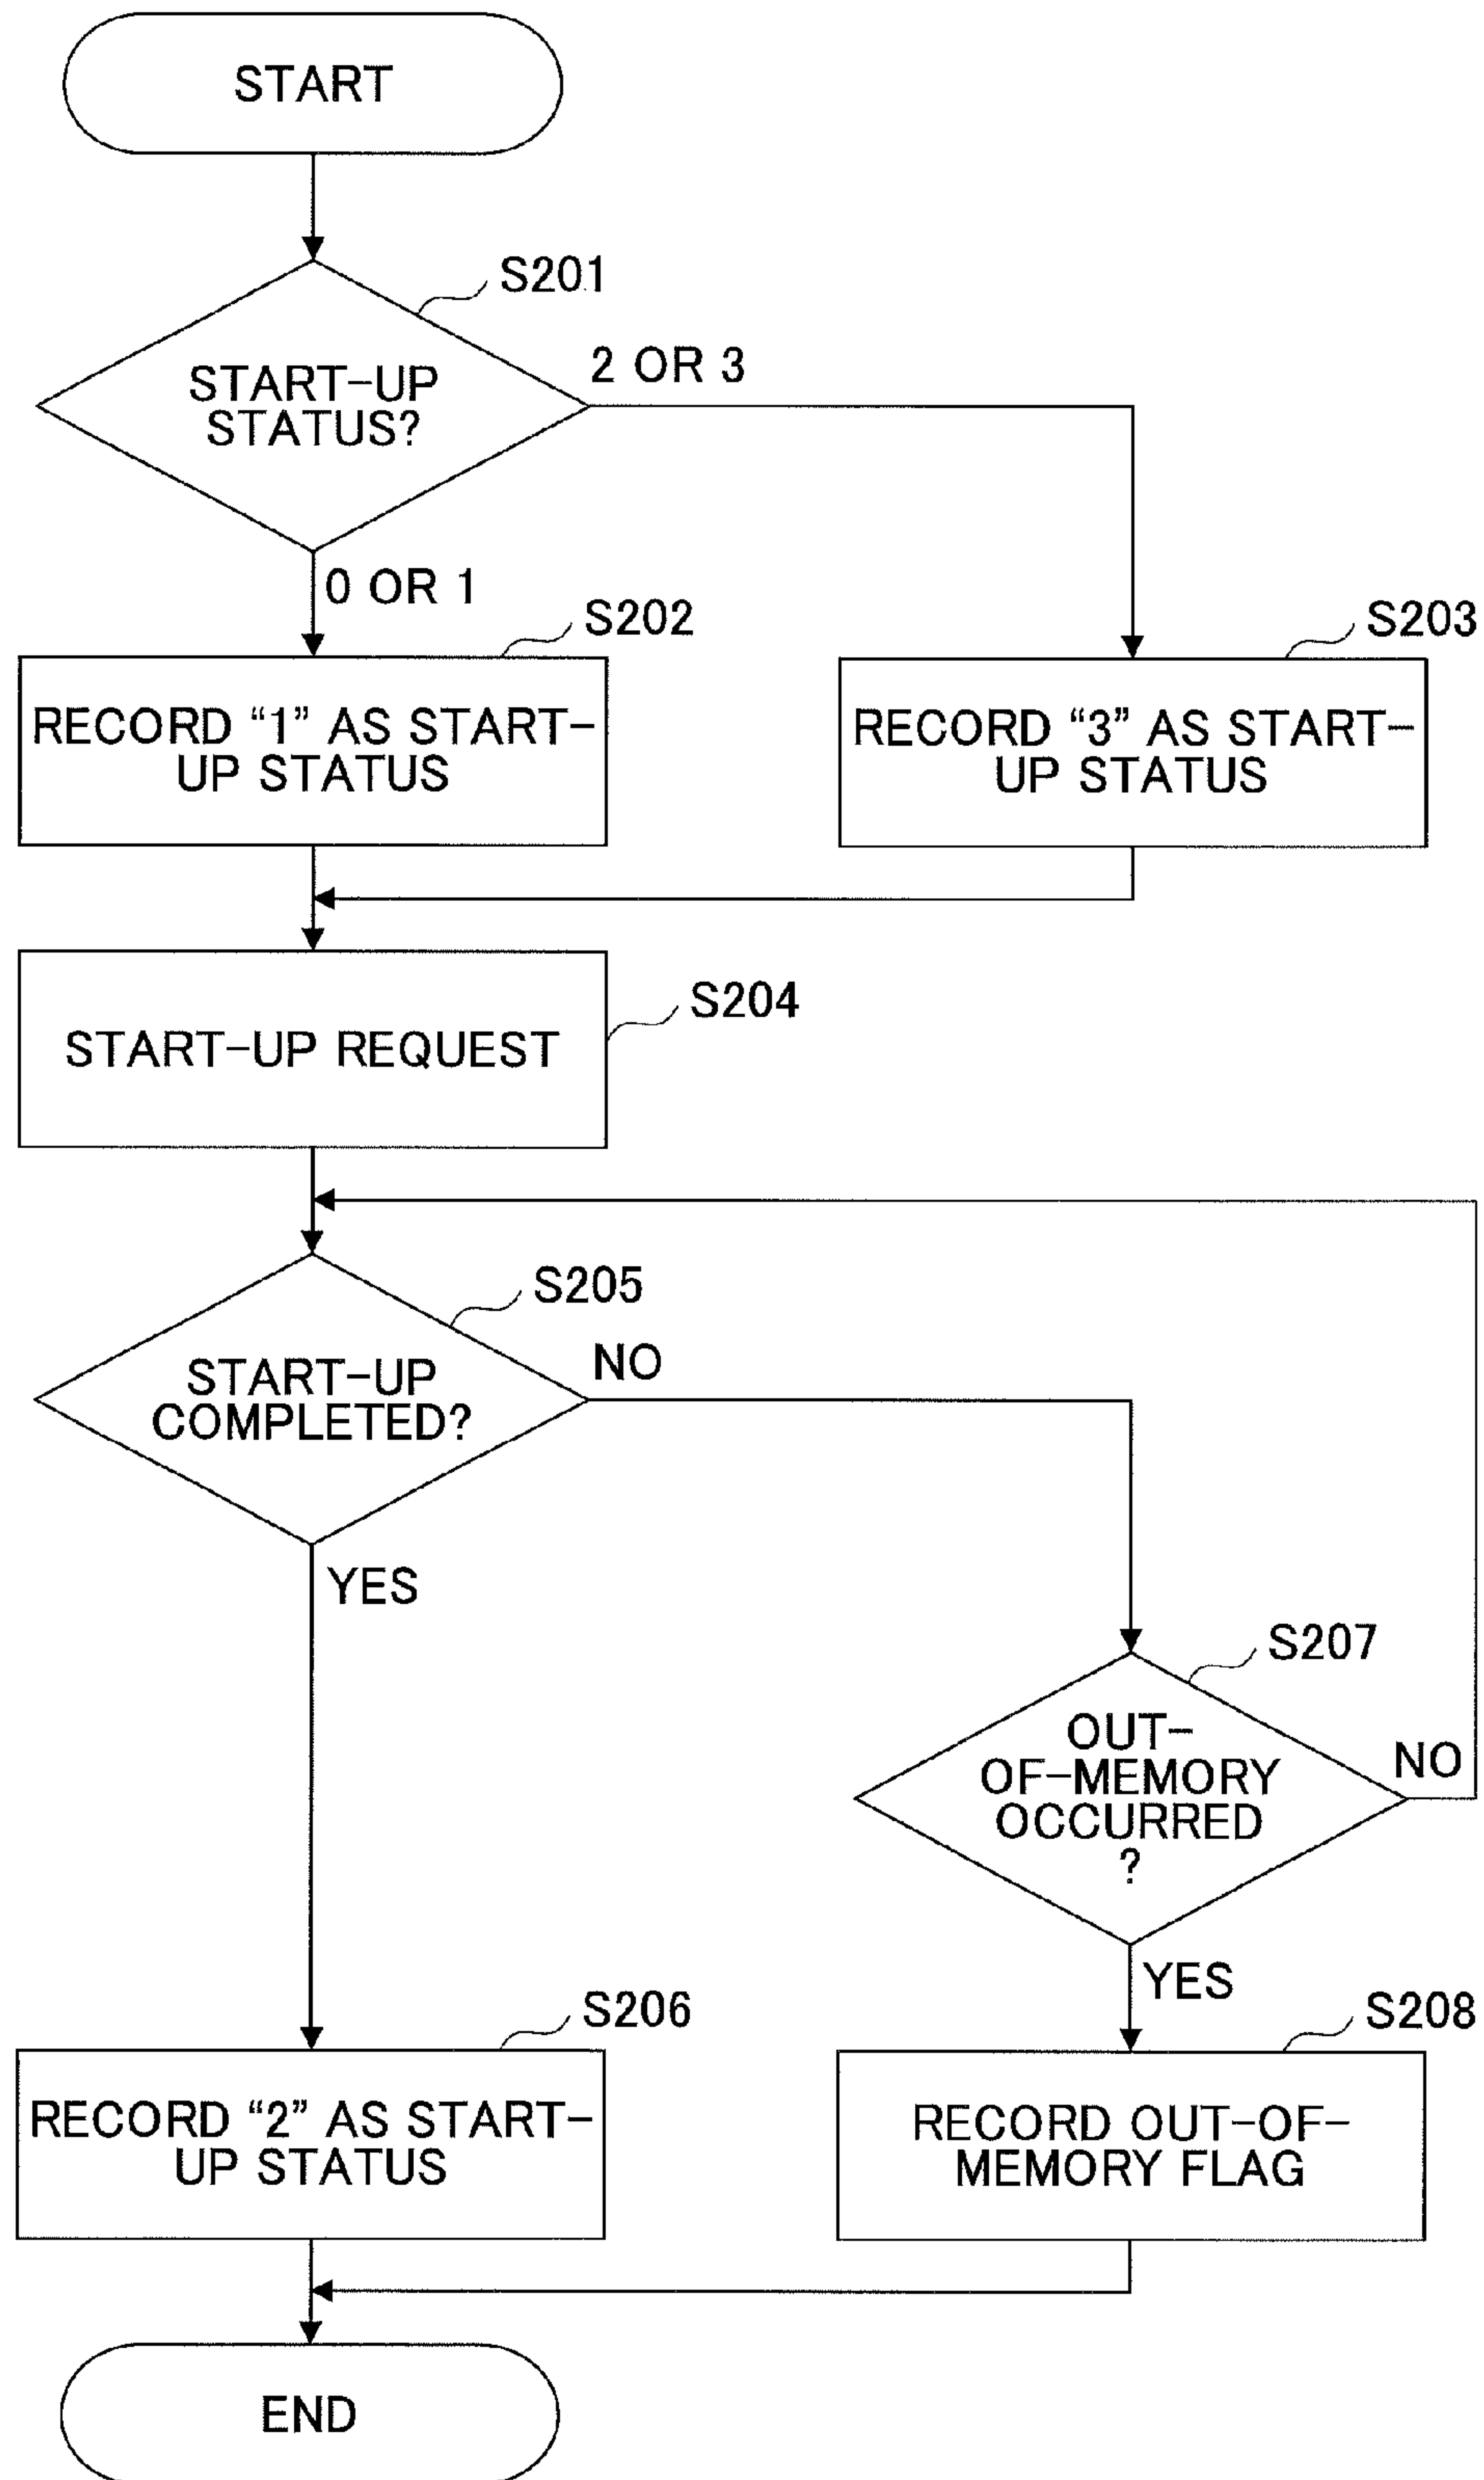 START
S201
START-UP
STATUS?
2 OR 3
0 OR 1
S202
RECORD “1” AS START-
UP STATUS
S203
RECORD “3” AS START-
UP STATUS
S204
START-UP REQUEST
S205
START-UP
COMPLETED?
NO
YES
S207
OUT-
OF-MEMORY
OCCURRED
?
NO
YES
S206
RECORD “2” AS START-
UP STATUS
S208
RECORD OUT-OF-
MEMORY FLAG
END